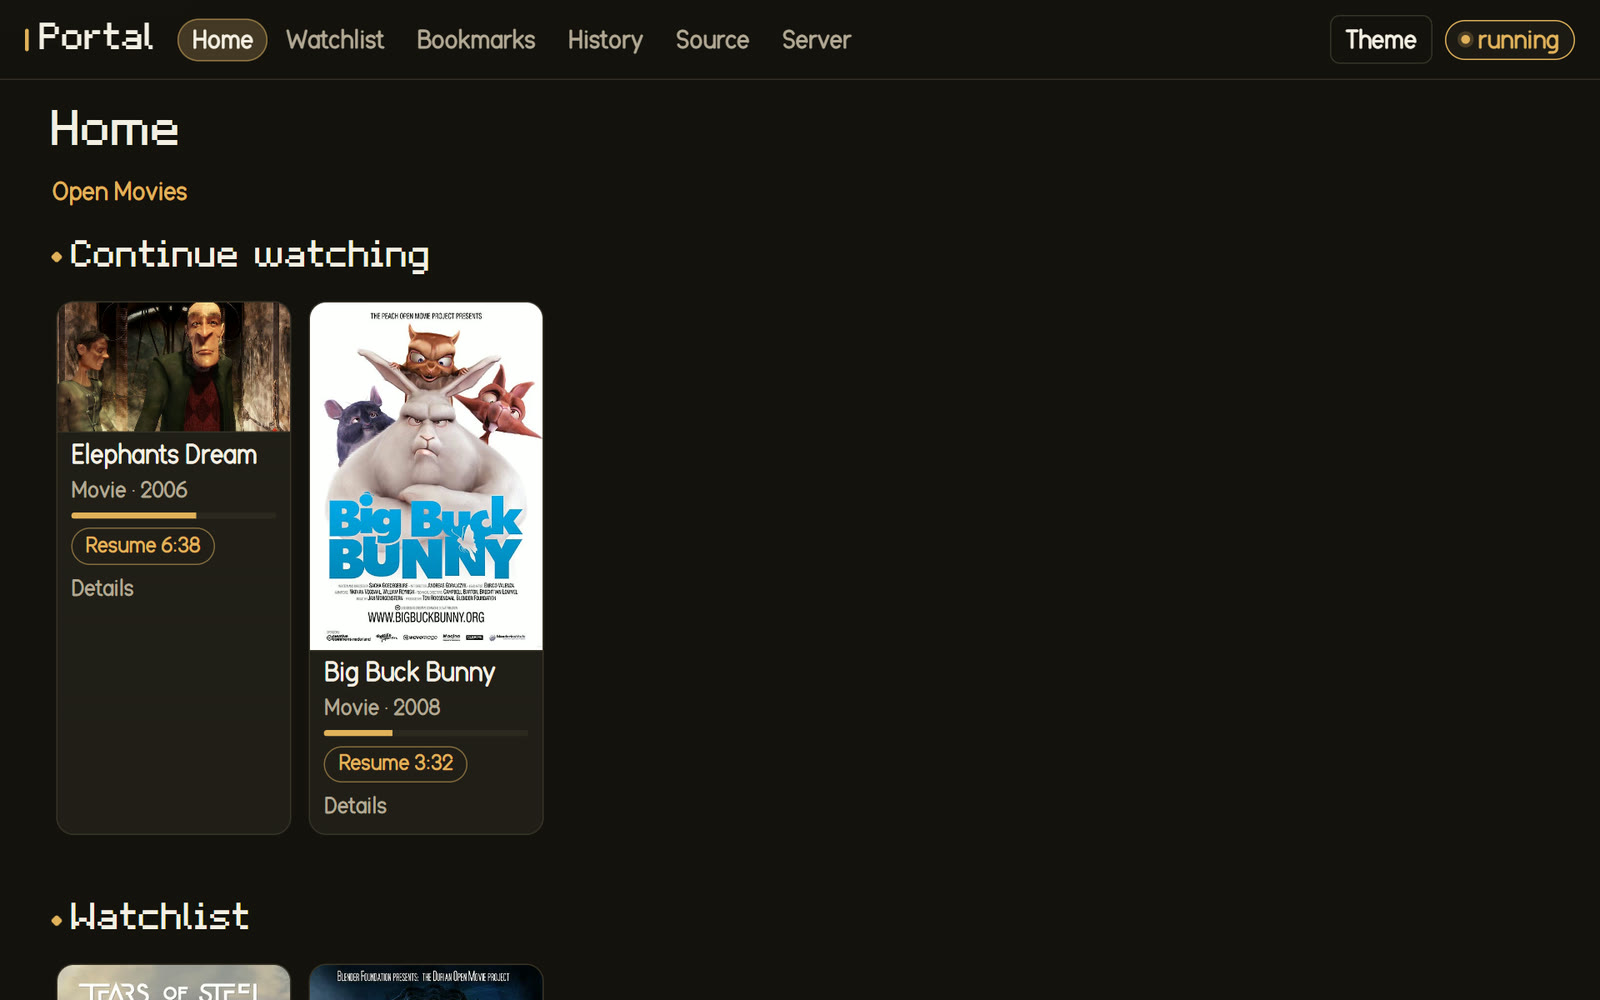 Portal
Home
Watchlist
Bookmarks
History
Source
Server
Theme
running
Home
Open Movies
Continue watching
Elephants Dream
Movie · 2006
Resume 6:38
Details
THE PEACH OPEN MOVIE PROJECT PRESENTS
Big Buck
BUNNY
WWW.BIGBUCKBUNNY.ORG
Big Buck Bunny
Movie · 2008
Resume 3:32
Details
Watchlist
TEARS OF STEEL
BLENDER FOUNDATION PRESENTS: THE DURIAN OPEN MOVIE PROJECT